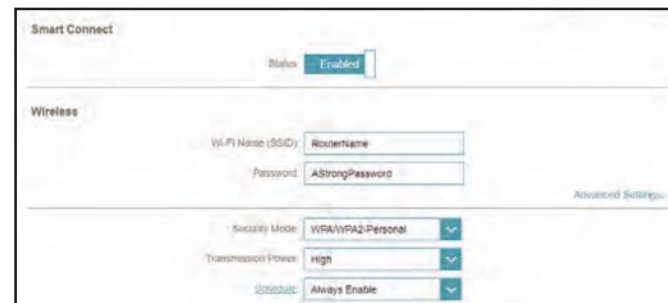 Smart Connect
Status: Enabled
Wireless
Wi-Fi Name (SSID): RouterName
Password: AStrongPassword
Advanced Settings...
Security Mode: WPA/WPA2-Personal
Transmission Power: High
Schedule: Always Enable